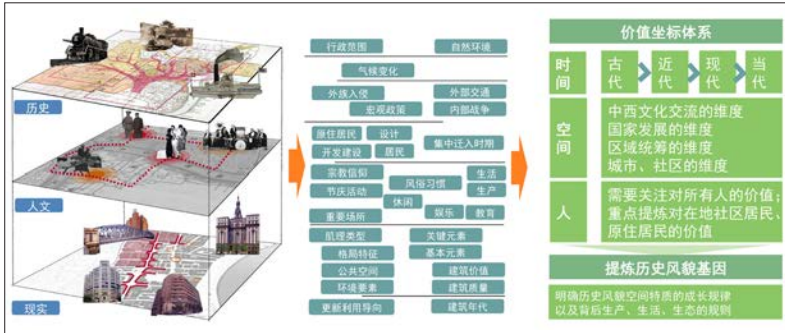 历史
人文
现实
行政范围
自然环境
气候变化
外族入侵
外部交通
宏观政策
内部战争
原住居民
设计
集中迁入时期
开发建设
居民
宗教信仰
生活
风俗习惯
节庆活动
生产
休闲
重要场所
娱乐
教育
肌理类型
关键元素
格局特征
基本元素
公共空间
建筑价值
环境要素
建筑质量
更新利用导向
建筑年代
价值坐标体系
时间
古代
近代
现代
当代
空间
中西文化交流的维度
国家发展的维度
区域统筹的维度
城市、社区的维度
人
需要关注对所有人的价值；
重点提炼对在地社区居民、
原住居民的价值
提炼历史风貌基因
明确历史风貌空间特质的成长规律
以及背后生产、生活、生态的规则